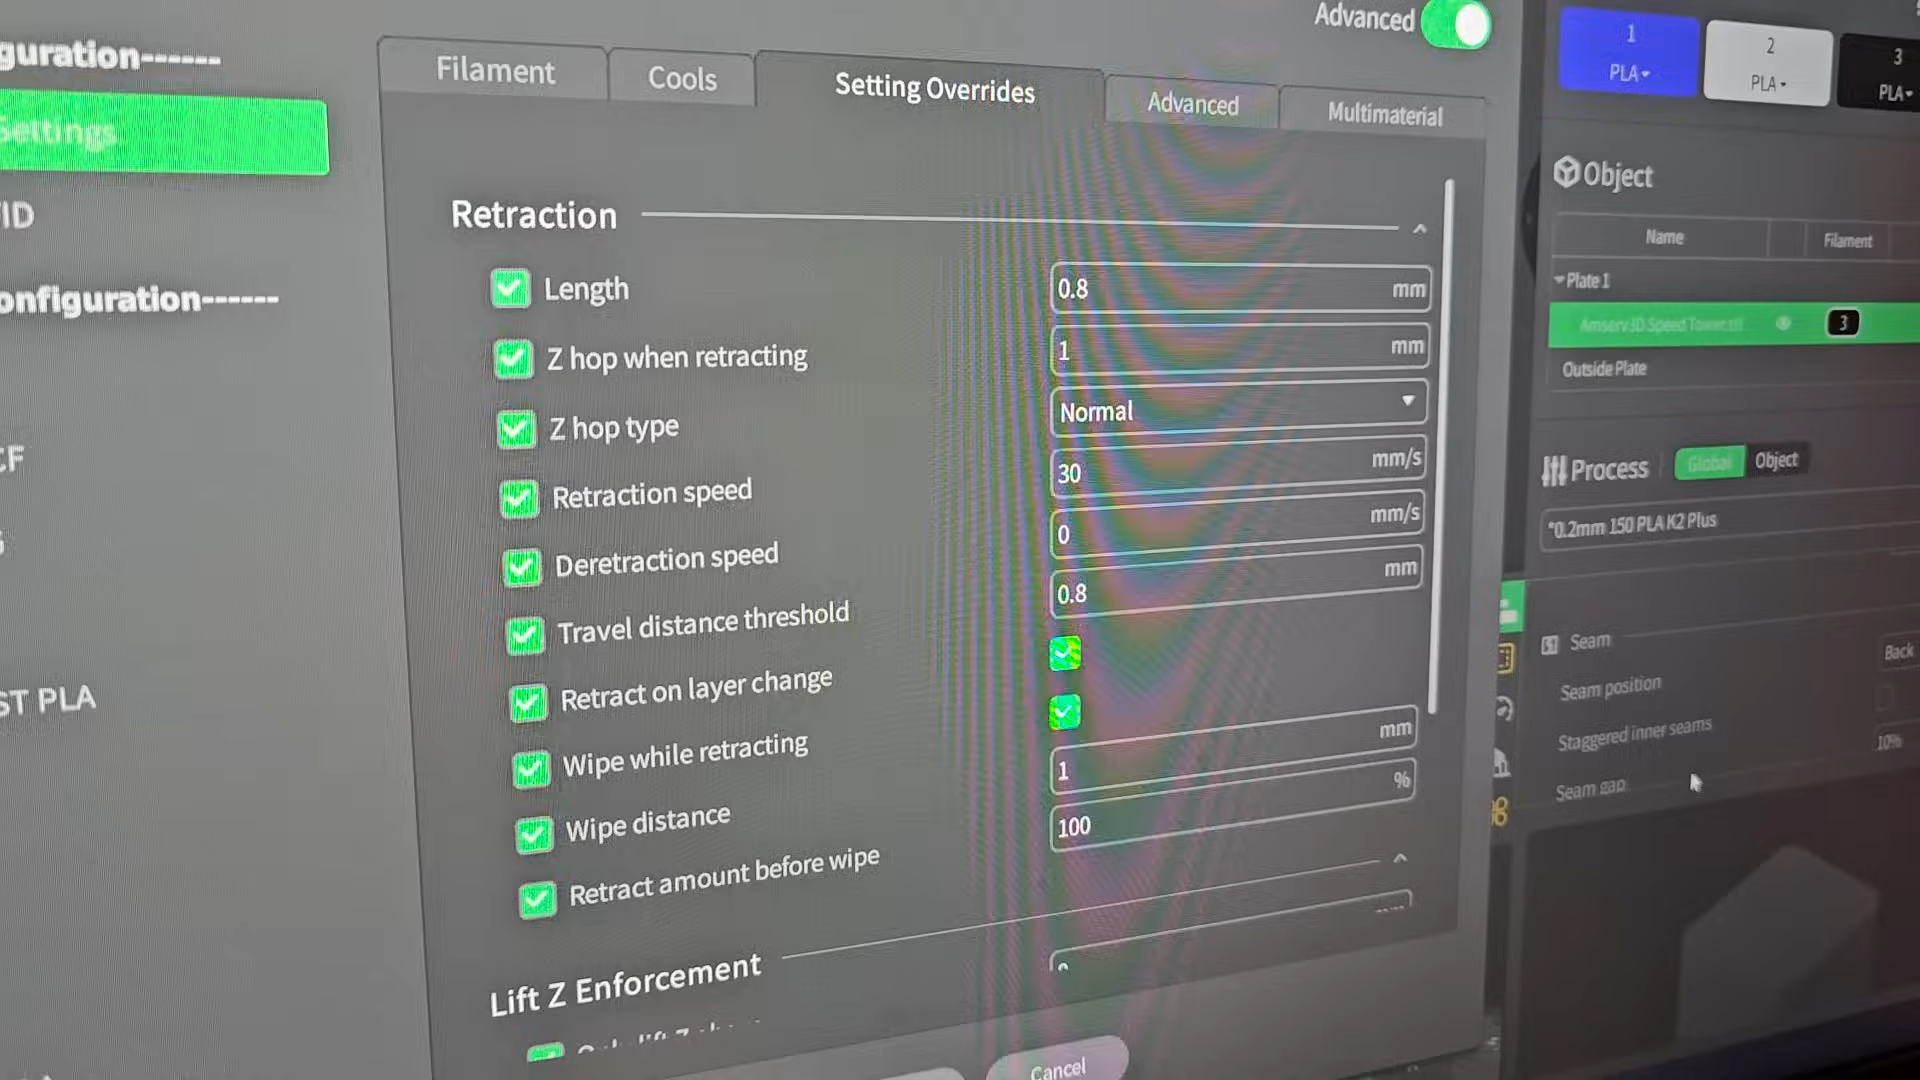 guration------
Settings
ID
onfiguration------
CF
ST PLA
Advanced
Filament
Cools
Setting Overrides
Advanced
Multimaterial
Retraction
Length
0.8 mm
Z hop when retracting
1 mm
Z hop type
Normal
Retraction speed
30 mm/s
Deretraction speed
0 mm/s
Travel distance threshold
0.8 mm
Retract on layer change
Wipe while retracting
Wipe distance
1 mm
Retract amount before wipe
100 %
Lift Z Enforcement
Cancel
1
PLA
2
PLA
3
PLA
Object
Name
Filament
Plate 1
Amserv3D Speed Tower.stl
3
Outside Plate
Process
Global
Object
*0.2mm 150 PLA K2 Plus
Seam
Seam position
Back
Staggered inner seams
Seam gap
10%